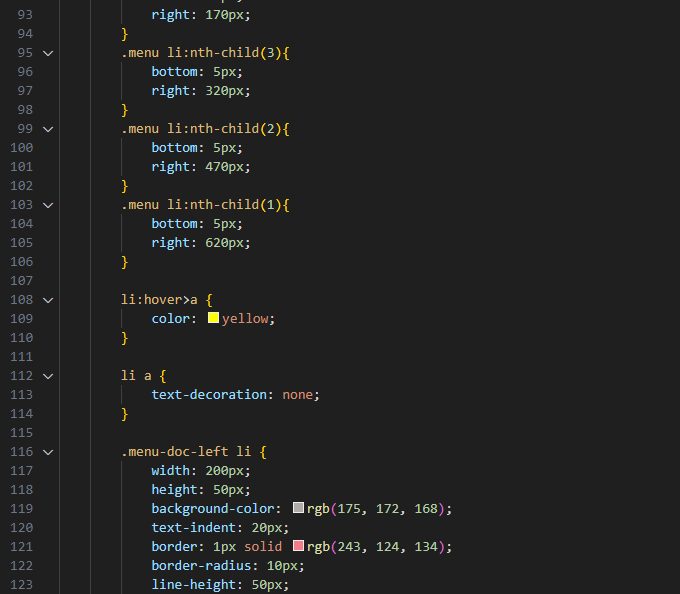 93 right: 170px;
94 }
95 .menu li:nth-child(3){
96 bottom: 5px;
97 right: 320px;
98 }
99 .menu li:nth-child(2){
100 bottom: 5px;
101 right: 470px;
102 }
103 .menu li:nth-child(1){
104 bottom: 5px;
105 right: 620px;
106 }
107
108 li:hover>a {
109 color: yellow;
110 }
111
112 li a {
113 text-decoration: none;
114 }
115
116 .menu-doc-left li {
117 width: 200px;
118 height: 50px;
119 background-color: rgb(175, 172, 168);
120 text-indent: 20px;
121 border: 1px solid rgb(243, 124, 134);
122 border-radius: 10px;
123 line-height: 50px;